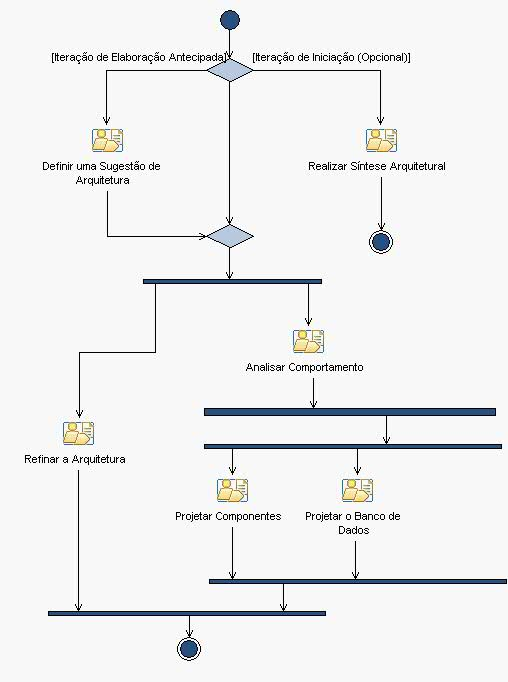 [Iteração de Elaboração Antecipada]
[Iteração de Iniciação (Opcional)]
Definir uma Sugestão de
Arquitetura
Realizar Síntese Arquitetural
Analisar Comportamento
Refinar a Arquitetura
Projetar Componentes
Projetar o Banco de
Dados